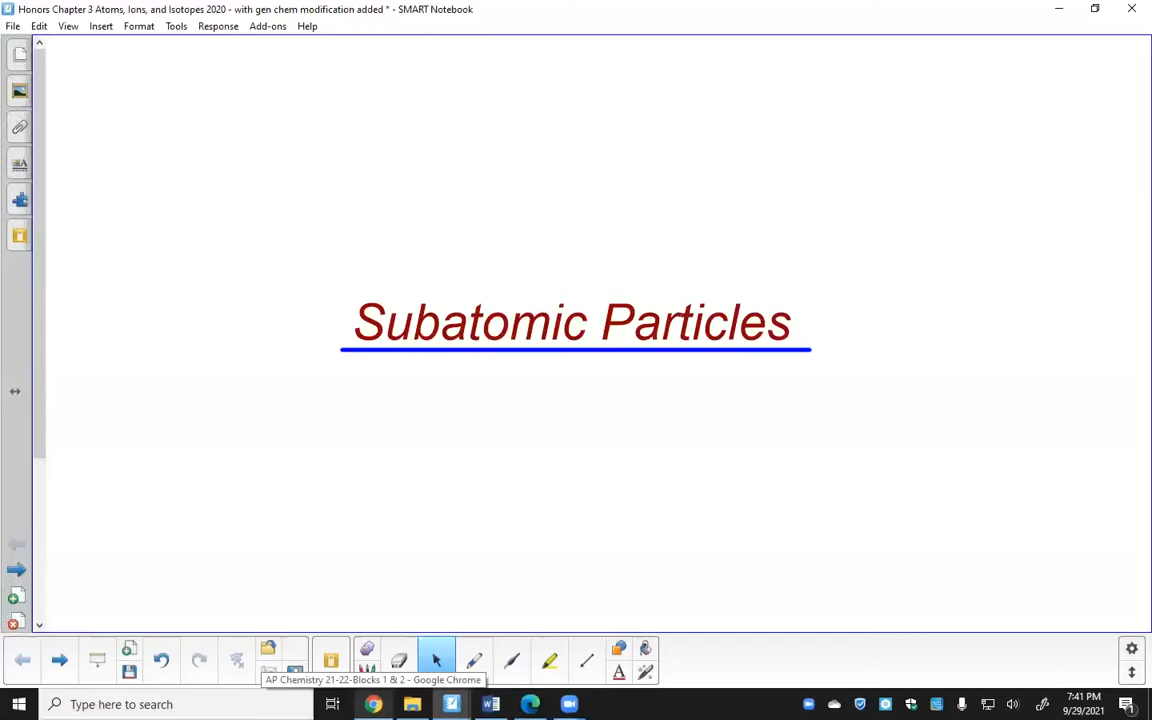 Honors Chapter 3 Atoms, Ions, and Isotopes 2020 - with gen chem modification added * - SMART Notebook
File Edit View Insert Format Tools Response Add-ons Help
Subatomic Particles
AP Chemistry 21-22-Blocks 1 & 2 - Google Chrome
Type here to search
7:41 PM
9/29/2021
1